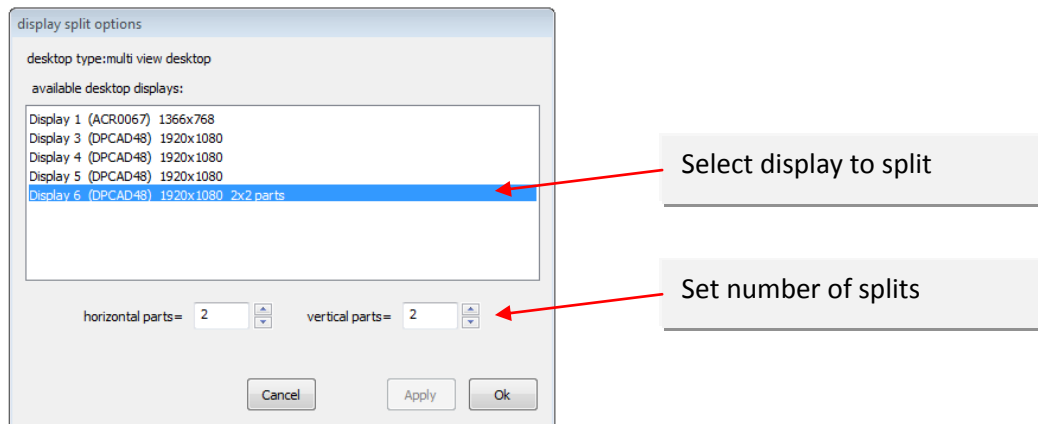 display split options
desktop type:multi view desktop
available desktop displays:
Display 1 (ACR0067) 1366x768
Display 3 (DPCAD48) 1920x1080
Display 4 (DPCAD48) 1920x1080
Display 5 (DPCAD48) 1920x1080
Display 6 (DPCAD48) 1920x1080 2x2 parts
Select display to split
horizontal parts= 2 vertical parts= 2
Set number of splits
Cancel Apply Ok